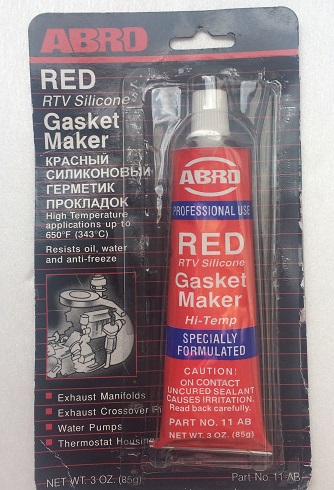 ABRO
RED
RTV Silicone
Gasket
Maker
КРАСНЫЙ
СИЛИКОНОВЫЙ
ГЕРМЕТИК
ПРОКЛАДОК
High Temperature
applications up to
650°F (343°C)
Resists oil, water
and anti-freeze
Exhaust Manifolds
Exhaust Crossover
Water Pumps
Thermostat Housing
NET WT. 3 OZ. (85g)
Part No. 11-AB
ABRO
PROFESSIONAL USE
RED
RTV Silicone
Gasket
Maker
Hi-Temp
SPECIALLY
FORMULATED
CAUTION!
ON CONTACT
UNCURED SEALANT
CAUSES IRRITATION.
Read back carefully.
PART NO. 11 AB
NET WT. 3 OZ. (85g)